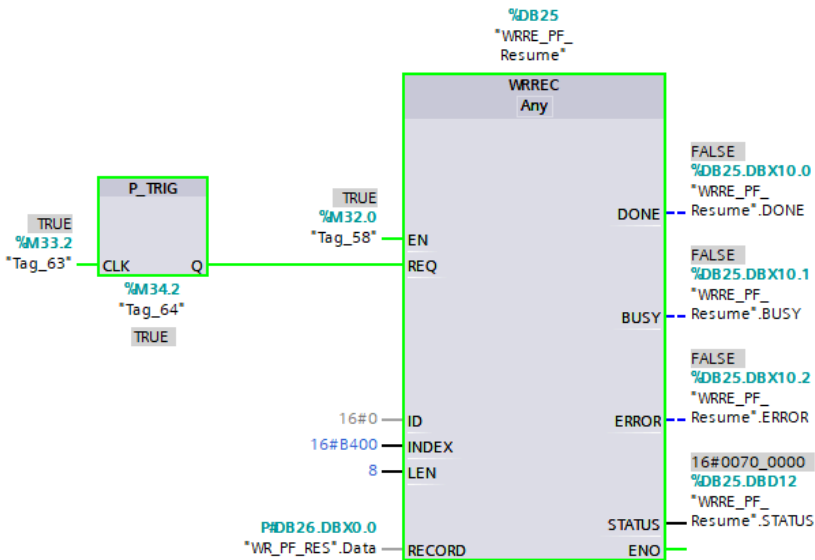 %DB25
"WRRE_PF_
Resume"
WRREC
Any
P_TRIG
TRUE
%M33.2
"Tag_63"
CLK
Q
%M34.2
"Tag_64"
TRUE
TRUE
%M32.0
"Tag_58"
EN
REQ
16#0
ID
16#B400
INDEX
8
LEN
P#DB26.DBX0.0
"WR_PF_RES".Data
RECORD
FALSE
%DB25.DBX10.0
"WRRE_PF_
DONE
Resume".DONE
FALSE
%DB25.DBX10.1
"WRRE_PF_
BUSY
Resume".BUSY
FALSE
%DB25.DBX10.2
"WRRE_PF_
ERROR
Resume".ERROR
16#0070_0000
%DB25.DBD12
"WRRE_PF_
STATUS
Resume".STATUS
ENO